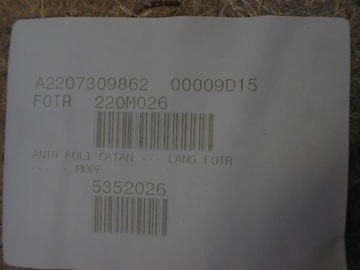 A2207309862 00009D15
FOTR 220M026
ANTH FOLI CATAN --- LANG FOTR
--- - MOPF
5352026